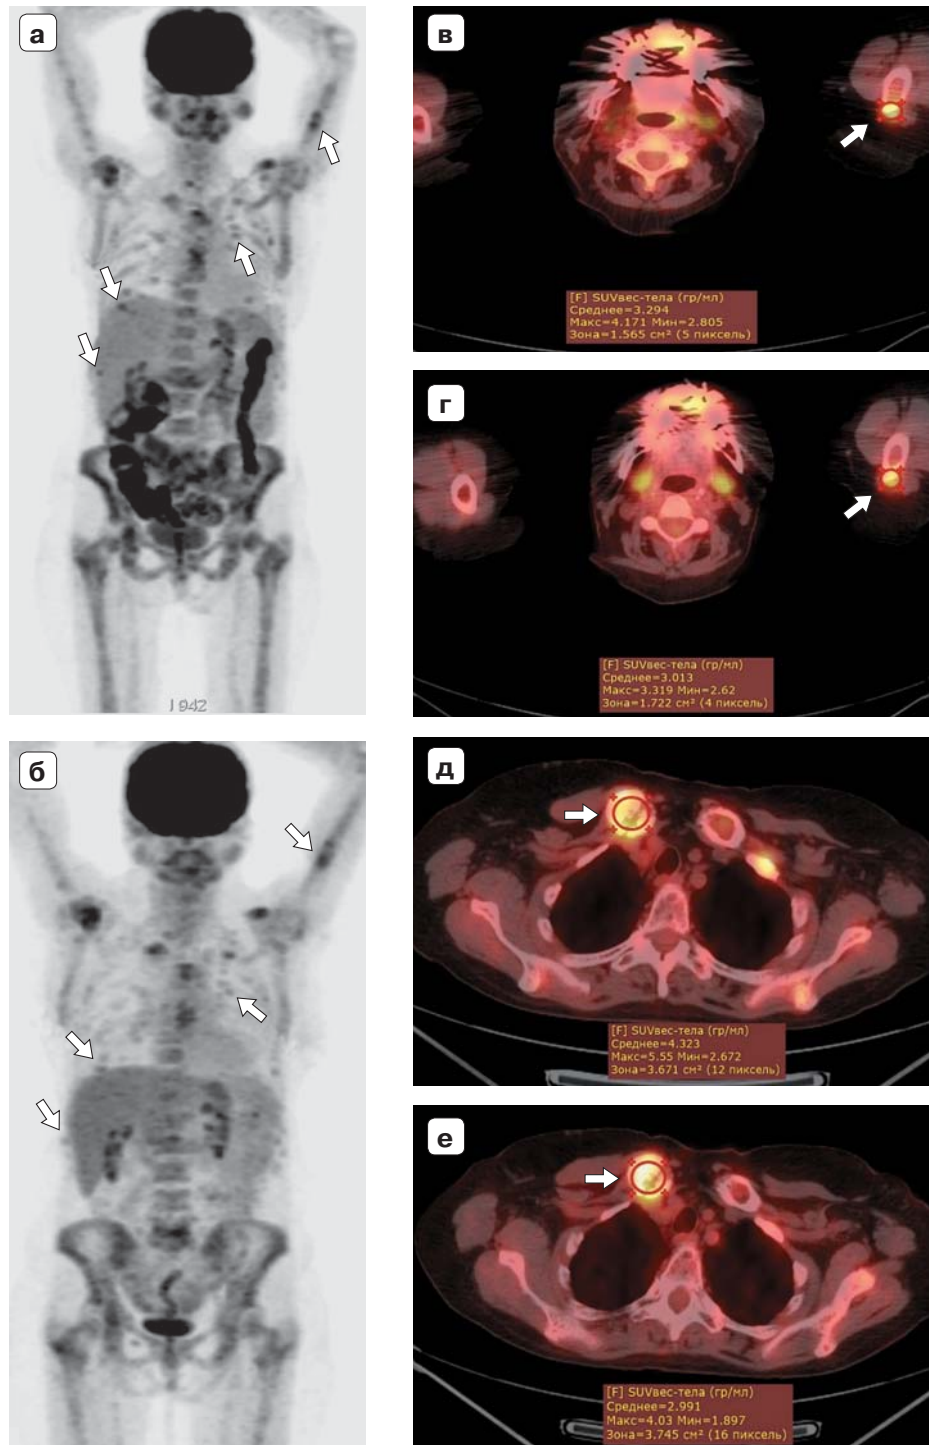 а
1942
б
в
[F] SUVвес-тела (гр/мл)
Среднее=3.294
Макс=4.171 Мин=2.805
Зона=1.565 см² (5 пиксель)
г
[F] SUVвес-тела (гр/мл)
Среднее=3.013
Макс=3.319 Мин=2.62
Зона=1.722 см² (4 пиксель)
д
[F] SUVвес-тела (гр/мл)
Среднее=4.323
Макс=5.55 Мин=2.672
Зона=3.671 см² (12 пиксель)
е
[F] SUVвес-тела (гр/мл)
Среднее=2.991
Макс=4.03 Мин=1.897
Зона=3.745 см² (16 пиксель)